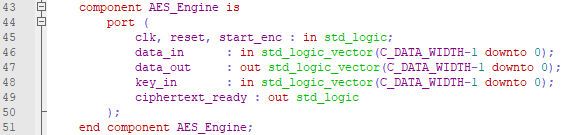 43 component AES_Engine is
44 port (
45 clk, reset, start_enc : in std_logic;
46 data_in : in std_logic_vector(C_DATA_WIDTH-1 downto 0);
47 data_out : out std_logic_vector(C_DATA_WIDTH-1 downto 0);
48 key_in : in std_logic_vector(C_DATA_WIDTH-1 downto 0);
49 ciphertext_ready : out std_logic
50 );
51 end component AES_Engine;